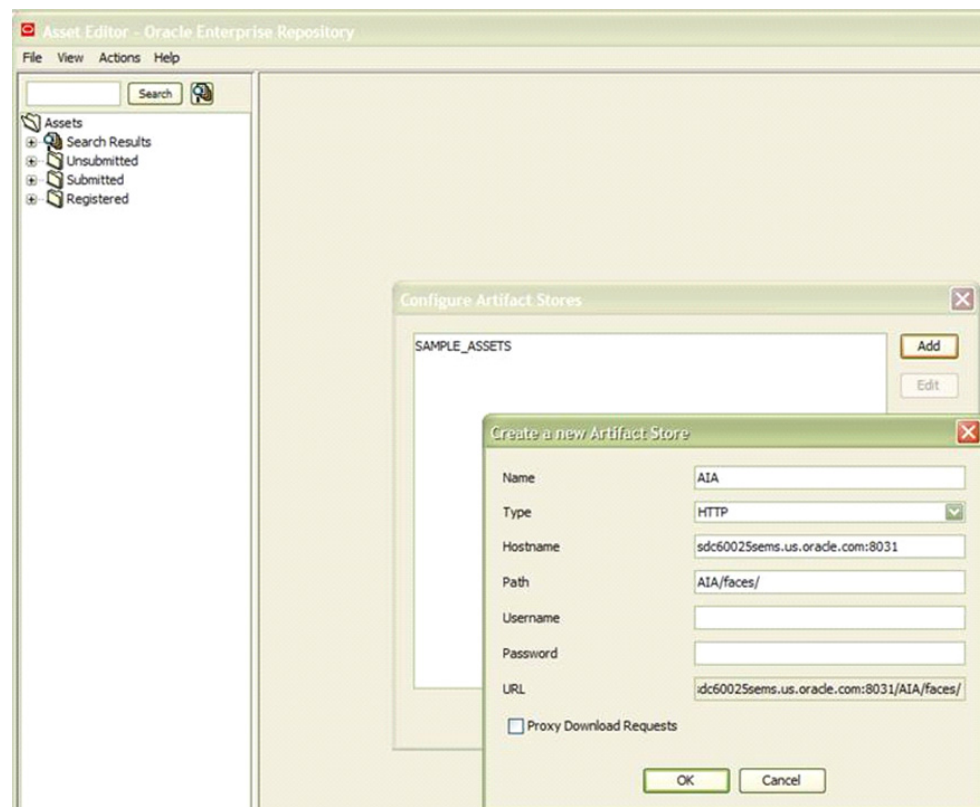 Asset Editor - Oracle Enterprise Repository
File View Actions Help
Search
Assets
Search Results
Unsubmitted
Submitted
Registered
Configure Artifact Stores
SAMPLE_ASSETS
Add
Edit
Create a new Artifact Store
Name AIA
Type HTTP
Hostname sdc60025sems.us.oracle.com:8031
Path AIA/faces/
Username
Password
URL :dc60025sems.us.oracle.com:8031/AIA/faces/
Proxy Download Requests
OK Cancel